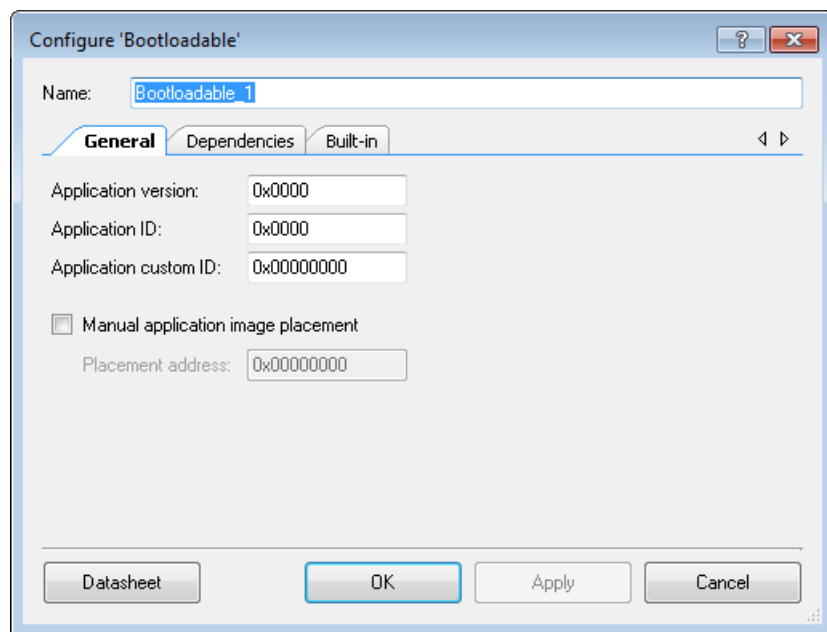 Configure 'Bootloadable'
Name: Bootloadable_1
General Dependencies Built-in
Application version: 0x0000
Application ID: 0x0000
Application custom ID: 0x00000000
Manual application image placement
Placement address: 0x00000000
Datasheet OK Apply Cancel